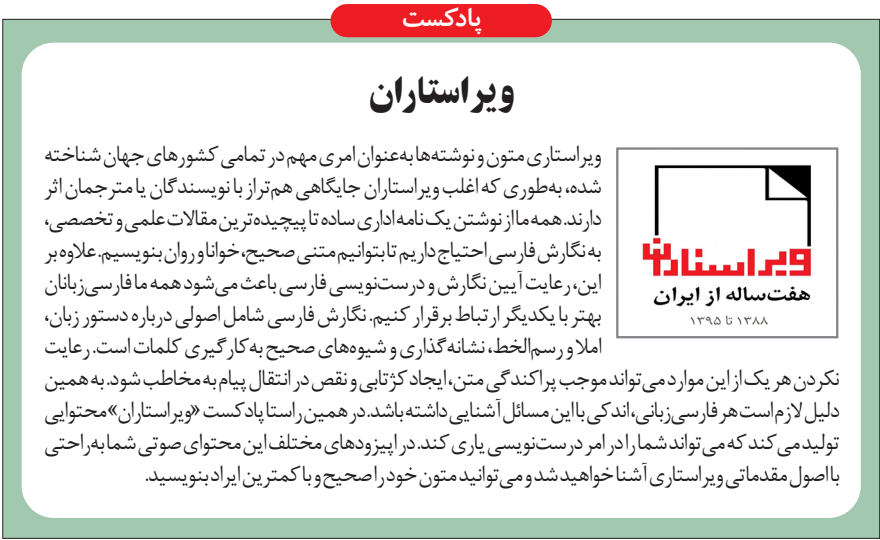 پادکست
ویراستاران
ویراستاری متون و نوشته‌ها به‌عنوان امری مهم در تمامی کشورهای جهان شناخته
شده، به‌طوری که اغلب ویراستاران جایگاهی هم‌تراز با نویسندگان یا مترجمان اثر
دارند. همه ما از نوشتن یک نامه اداری ساده تا پیچیده‌ترین مقالات علمی و تخصصی،
به نگارش فارسی احتیاج داریم تا بتوانیم متنی صحیح، خوانا و روان بنویسیم. علاوه بر
این، رعایت آیین نگارش و درست‌نویسی فارسی باعث می‌شود همه ما فارسی‌زبانان
بهتر با یکدیگر ارتباط برقرار کنیم. نگارش فارسی شامل اصولی درباره دستور زبان،
املا و رسم‌الخط، نشانه‌گذاری و شیوه‌های صحیح به‌کارگیری کلمات است. رعایت
نکردن هر یک از این موارد می‌تواند موجب پراکندگی متن، ایجاد کژتابی و نقص در انتقال پیام به مخاطب شود. به همین
دلیل لازم است هر فارسی‌زبانی، اندکی با این مسائل آشنایی داشته باشد. در همین راستا پادکست «ویراستاران» محتوایی
تولید می‌کند که می‌تواند شما را در امر درست‌نویسی یاری کند. در اپیزودهای مختلف این محتوای صوتی شما به‌راحتی
با اصول مقدماتی ویراستاری آشنا خواهید شد و می‌توانید متون خود را صحیح و با کمترین ایراد بنویسید.
ویراستاران
هفت‌ساله از ایران
۱۳۸۸ تا ۱۳۹۵